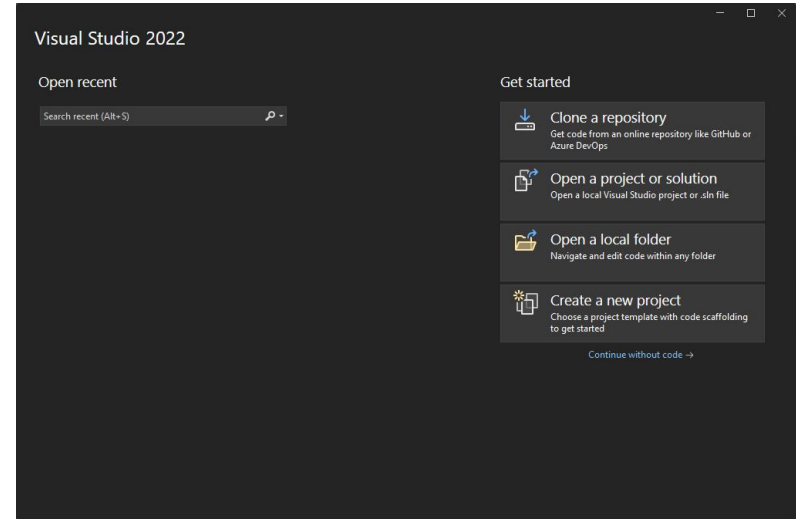 Visual Studio 2022
Open recent
Search recent (Alt+S)
Get started
Clone a repository
Get code from an online repository like GitHub or
Azure DevOps
Open a project or solution
Open a local Visual Studio project or .sln file
Open a local folder
Navigate and edit code within any folder
Create a new project
Choose a project template with code scaffolding
to get started
Continue without code →